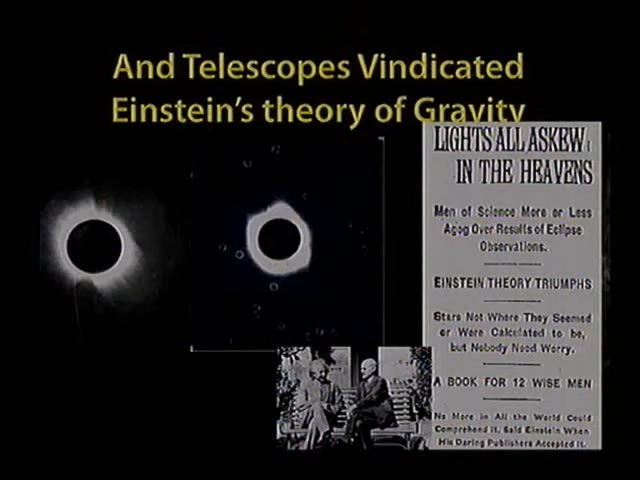 And Telescopes Vindicated
Einstein's theory of Gravity
LIGHTS ALL ASKEW
IN THE HEAVENS
Men of Science More or Less
Agog Over Results of Eclipse
Observations.
EINSTEIN THEORY TRIUMPHS
Stars Not Where They Seemed
or Were Calculated to be,
but Nobody Need Worry.
A BOOK FOR 12 WISE MEN
No More in All the World Could
Comprehend It, Said Einstein When
His Daring Publishers Accepted It.